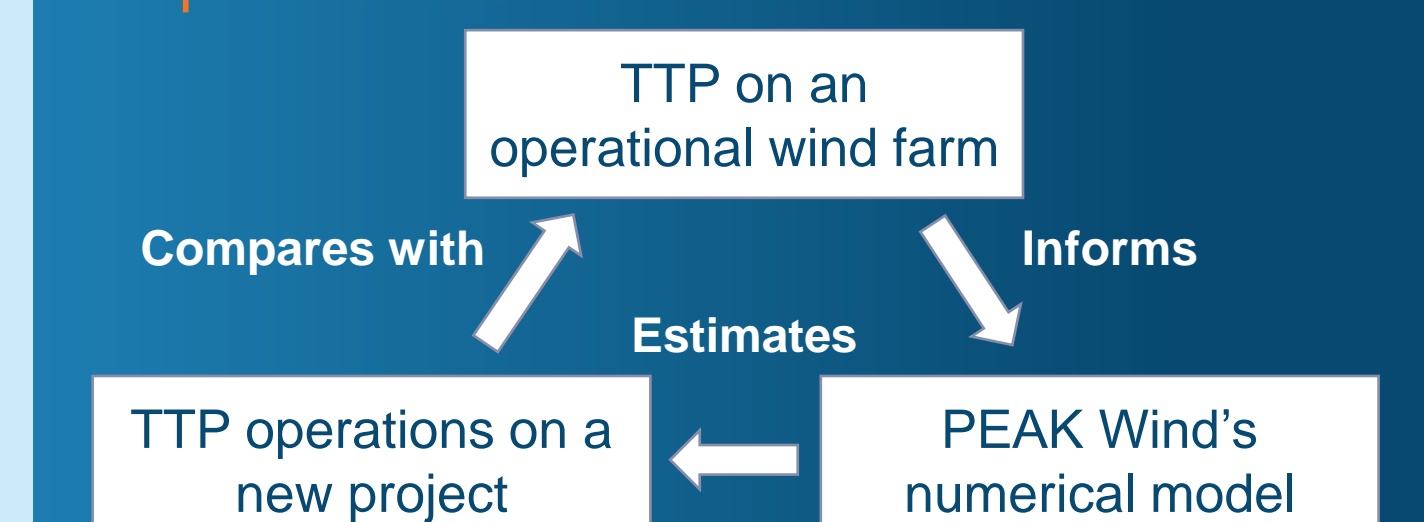 TTP on an
operational wind farm
Compares with
Informs
Estimates
TTP operations on a
new project
PEAK Wind’s
numerical model